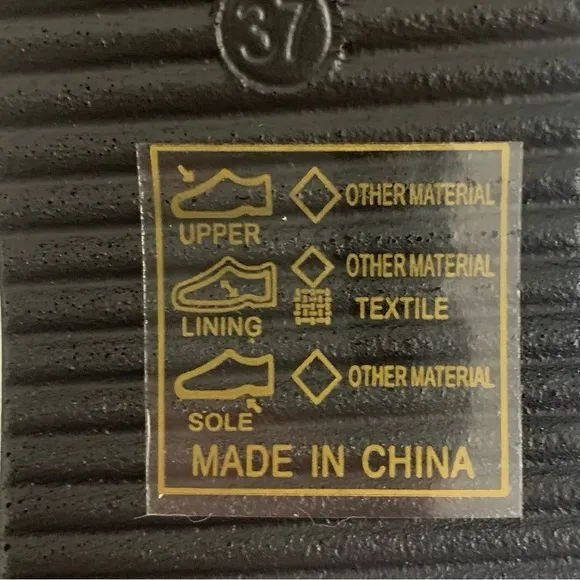 37
OTHER MATERIAL
UPPER
OTHER MATERIAL
TEXTILE
LINING
OTHER MATERIAL
SOLE
MADE IN CHINA